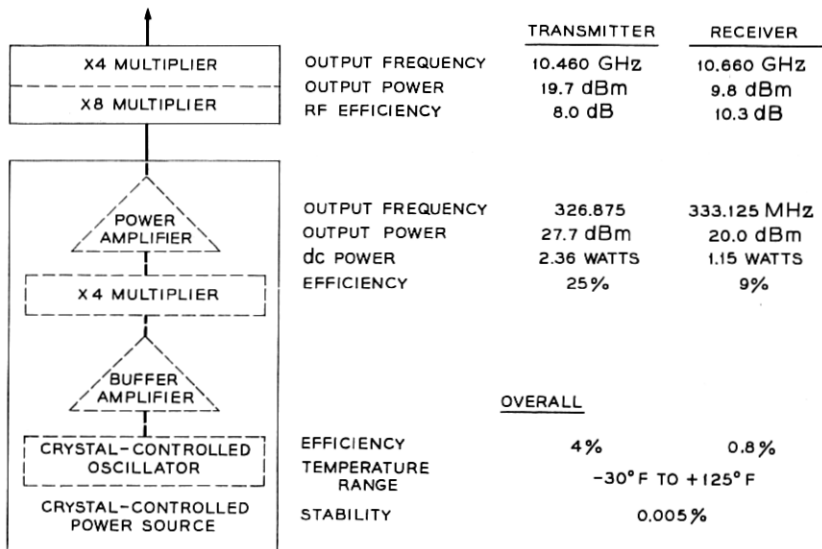 TRANSMITTER RECEIVER
X4 MULTIPLIER OUTPUT FREQUENCY 10.460 GHz 10.660 GHz
OUTPUT POWER 19.7 dBm 9.8 dBm
X8 MULTIPLIER RF EFFICIENCY 8.0 dB 10.3 dB
POWER AMPLIFIER
OUTPUT FREQUENCY 326.875 333.125 MHz
OUTPUT POWER 27.7 dBm 20.0 dBm
dc POWER 2.36 WATTS 1.15 WATTS
X4 MULTIPLIER EFFICIENCY 25% 9%
BUFFER
AMPLIFIER
OVERALL
CRYSTAL-CONTROLLED
OSCILLATOR
EFFICIENCY 4% 0.8%
TEMPERATURE
RANGE -30°F TO +125°F
CRYSTAL-CONTROLLED
POWER SOURCE
STABILITY 0.005%